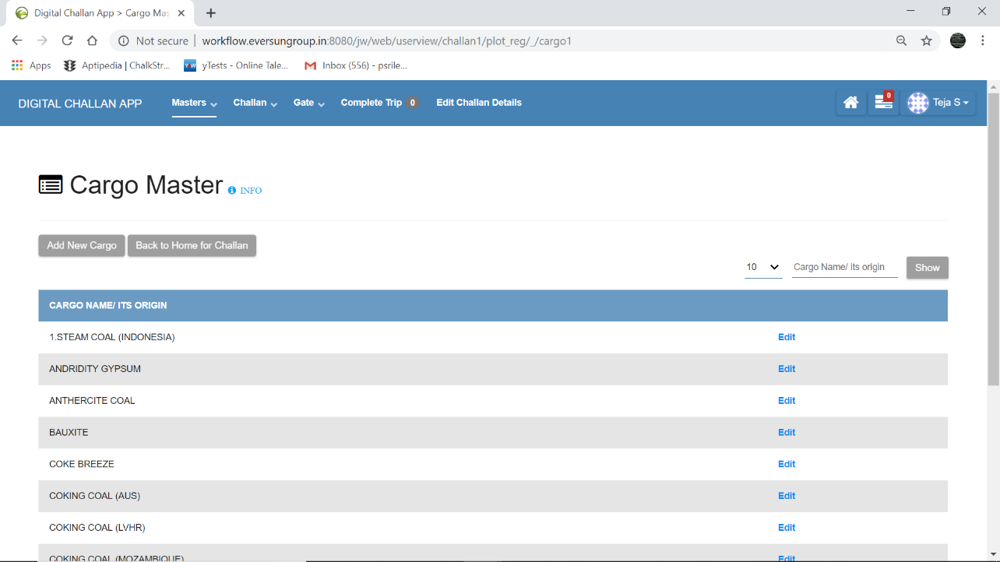 Digital Challan App > Cargo Mas
Not secure | workflow.eversungroup.in:8080/jw/web/userview/challan1/plot_reg/_/cargo1
Apps Aptipedia | ChalkStr... YW yTests - Online Tale... Inbox (556) - psrile...
DIGITAL CHALLAN APP Masters Challan Gate Complete Trip 0 Edit Challan Details 0 Teja S
Cargo Master INFO
Add New Cargo Back to Home for Challan
10 Cargo Name/ its origin Show
CARGO NAME/ ITS ORIGIN
1.STEAM COAL (INDONESIA) Edit
ANDRIDITY GYPSUM Edit
ANTHERCITE COAL Edit
BAUXITE Edit
COKE BREEZE Edit
COKING COAL (AUS) Edit
COKING COAL (LVHR) Edit
COKING COAL (MOZAMBIQUE) Edit